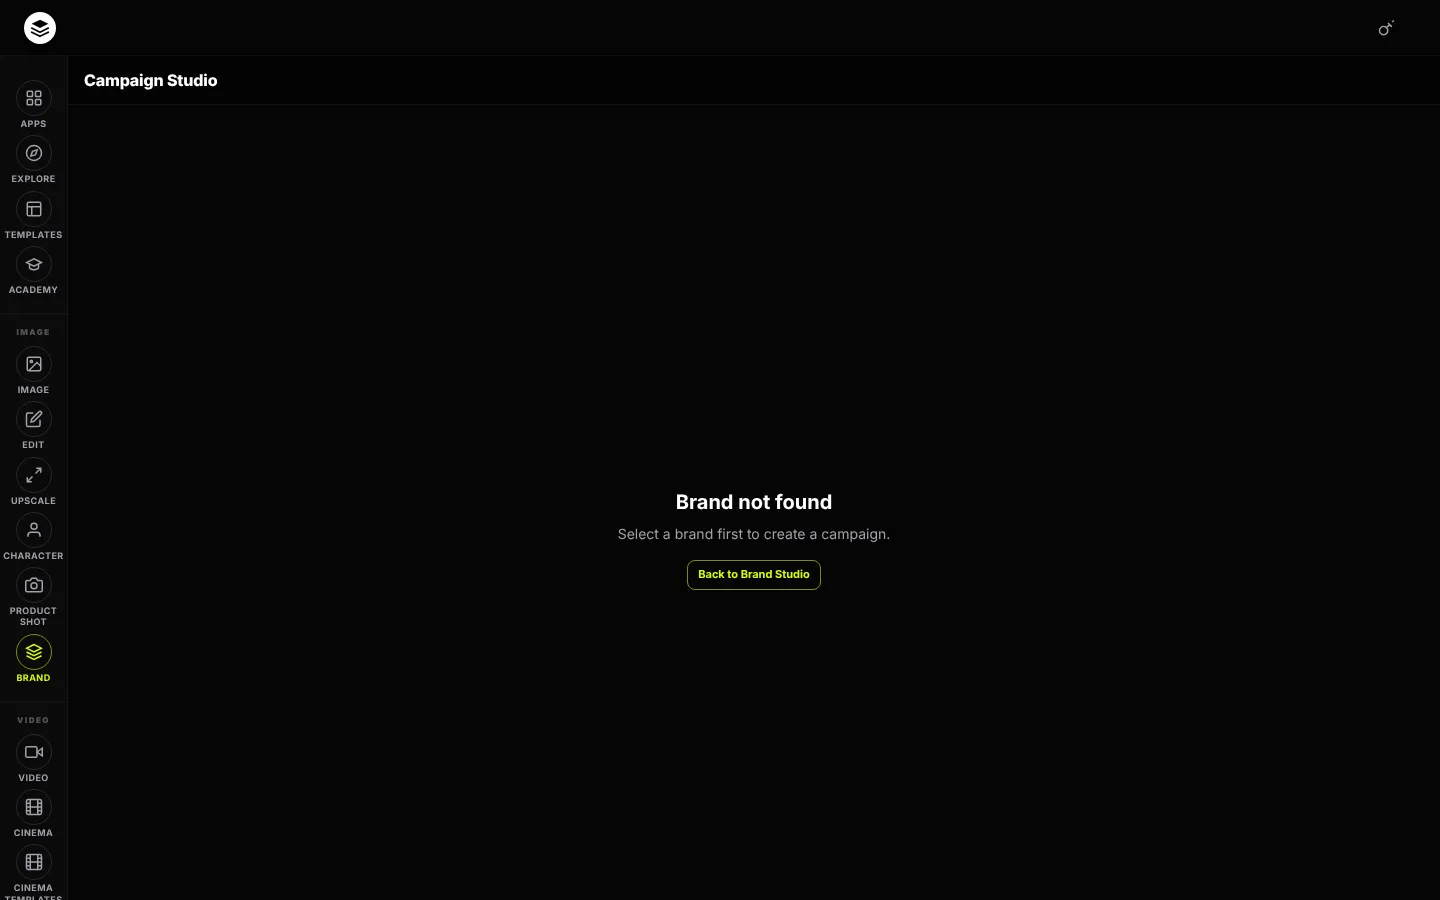 Campaign Studio
APPS
EXPLORE
TEMPLATES
ACADEMY
IMAGE
IMAGE
EDIT
UPSCALE
CHARACTER
PRODUCT
SHOT
BRAND
VIDEO
VIDEO
CINEMA
CINEMA
TEMPLATES
Brand not found
Select a brand first to create a campaign.
Back to Brand Studio